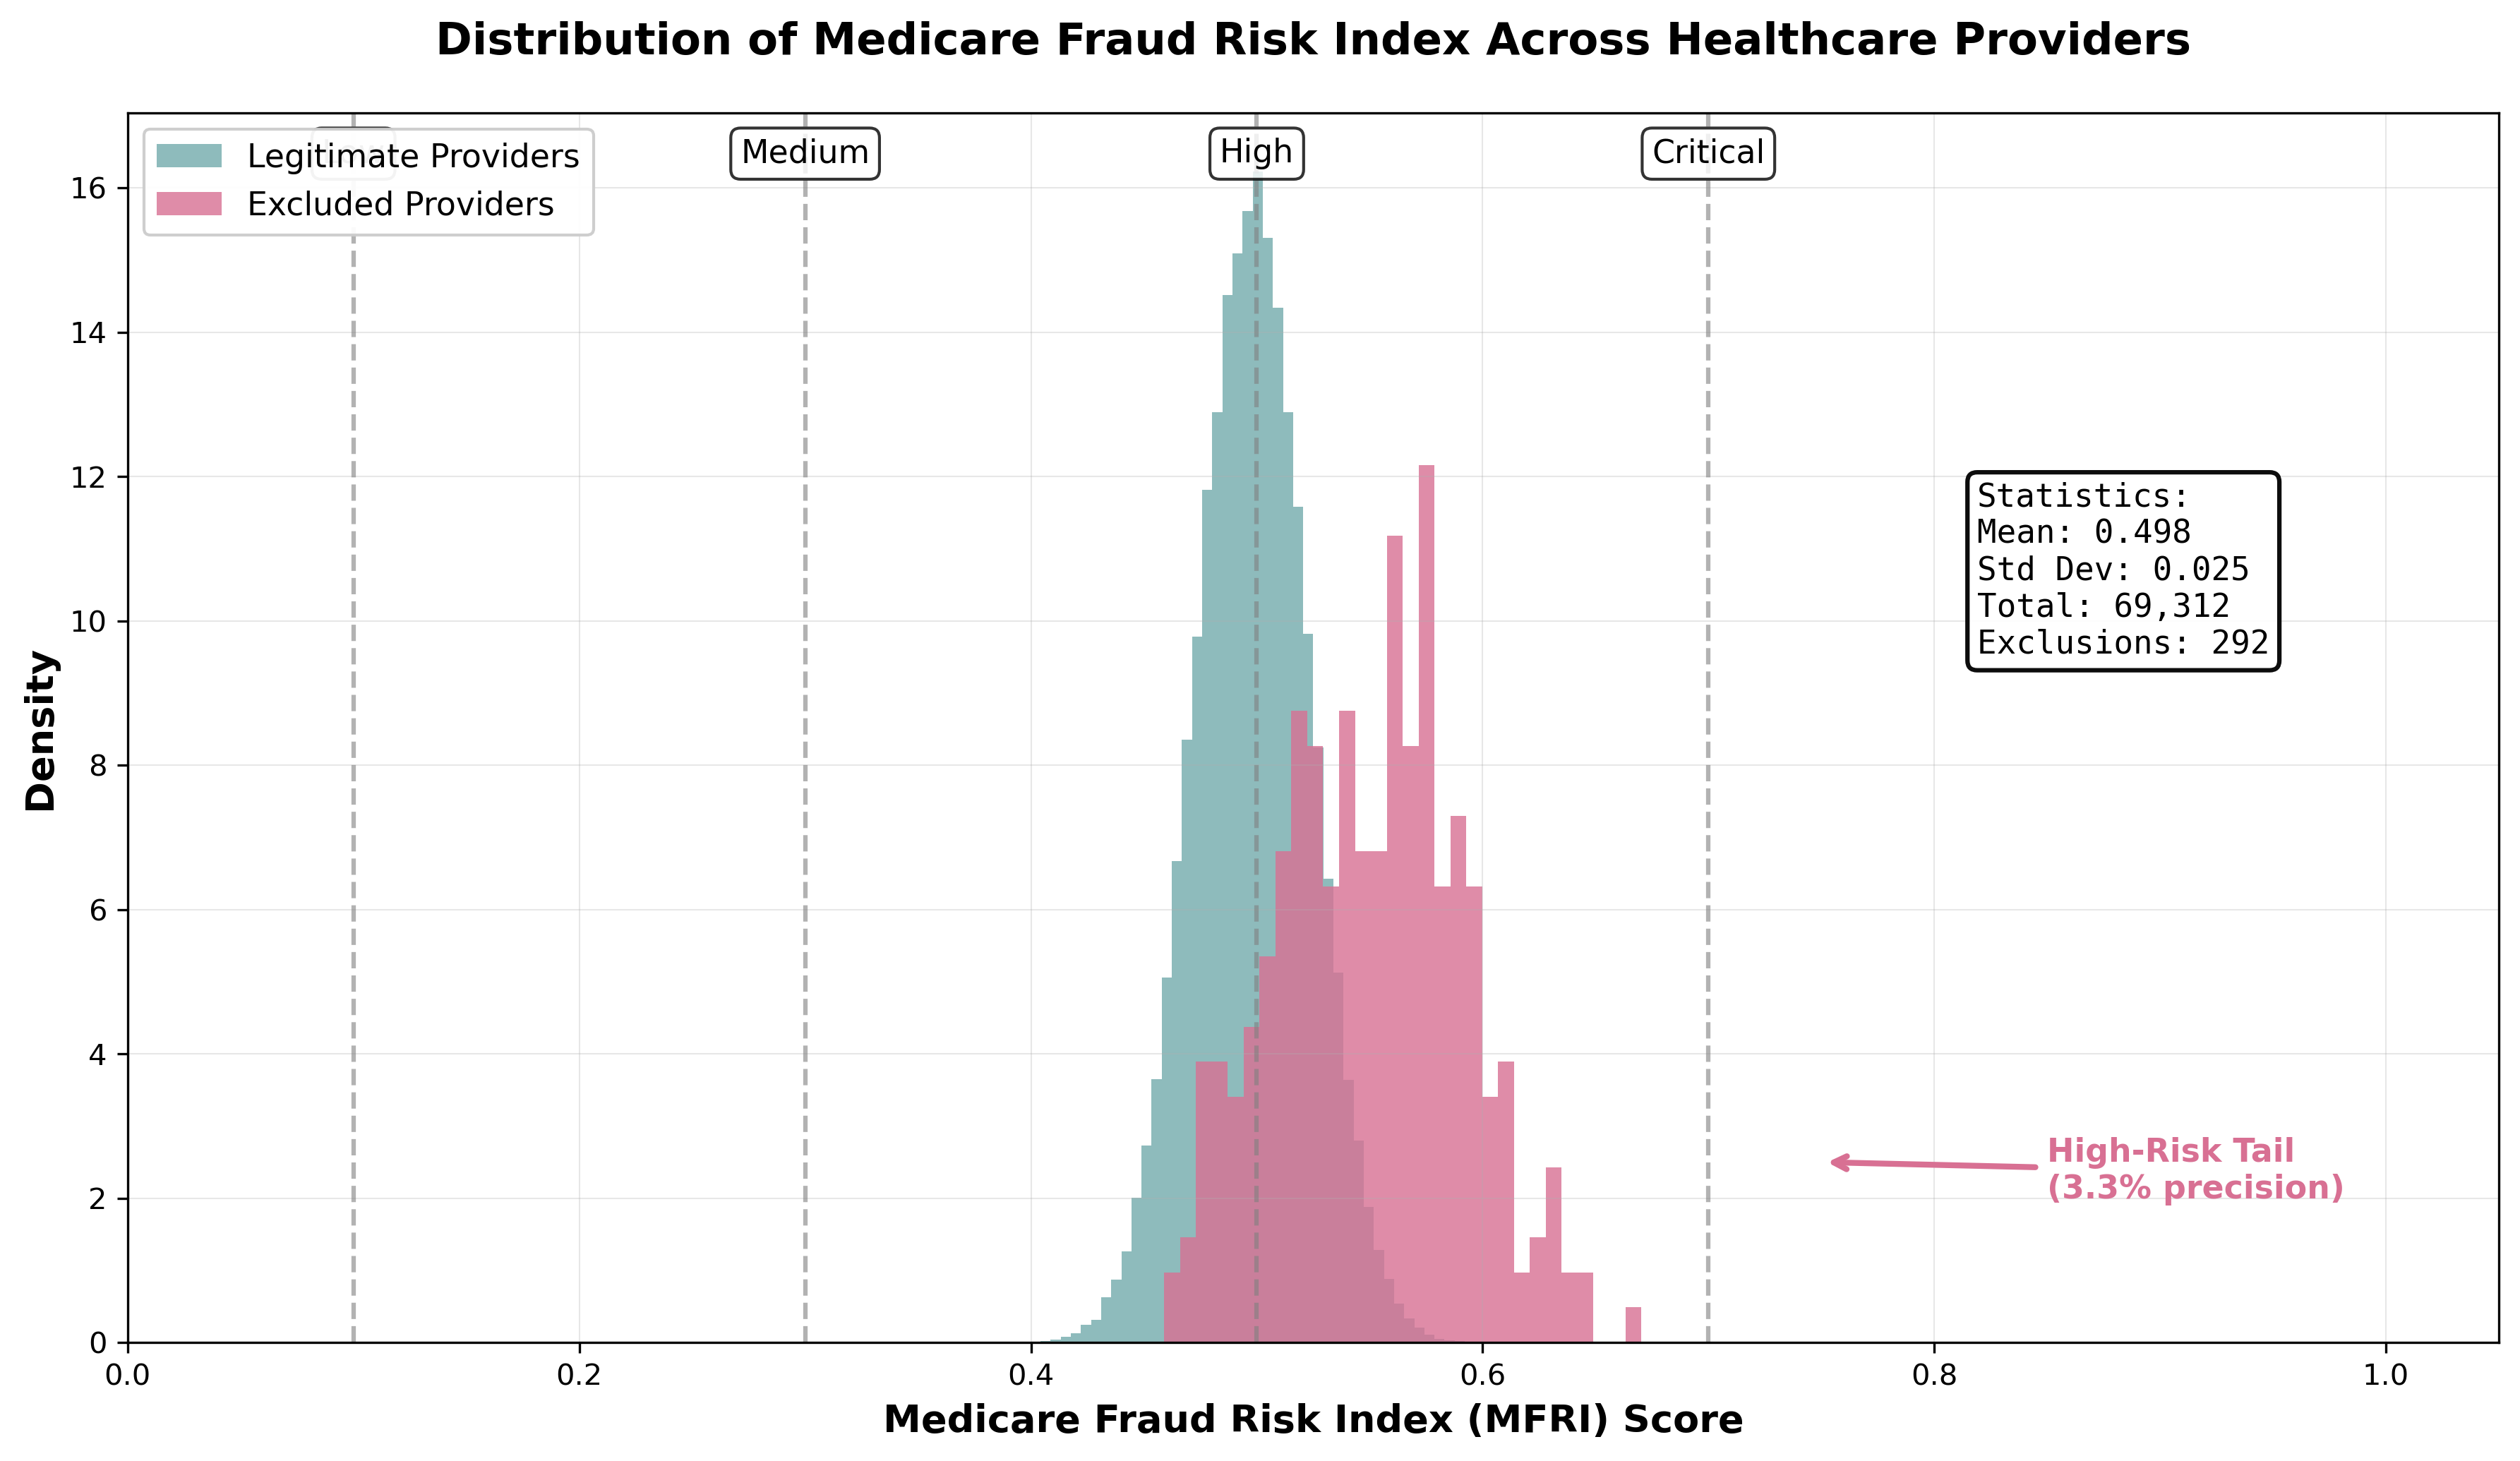 Distribution of Medicare Fraud Risk Index Across Healthcare Providers
Legitimate Providers
Excluded Providers
Medium
High
Critical
16
14
12
10
8
6
4
2
0
Density
Statistics:
Mean: 0.498
Std Dev: 0.025
Total: 69,312
Exclusions: 292
High-Risk Tail
(3.3% precision)
0.0
0.2
0.4
0.6
0.8
1.0
Medicare Fraud Risk Index (MFRI) Score